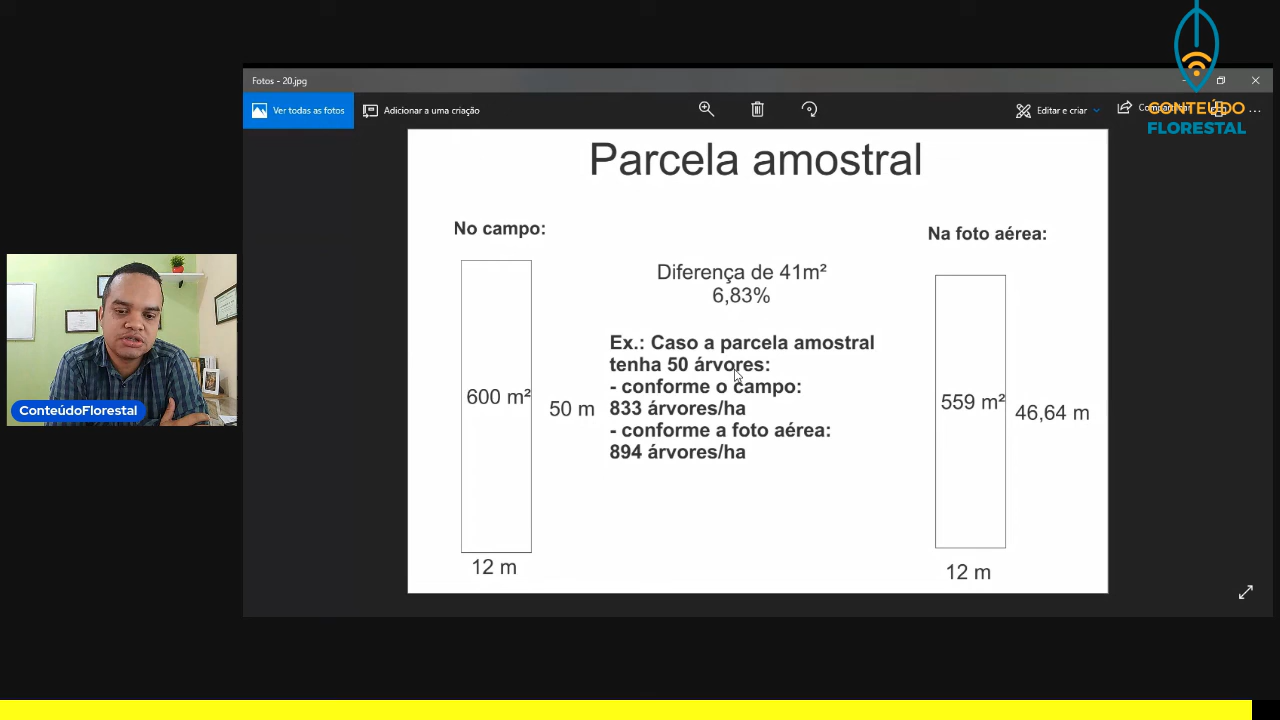 CONTEÚDO
FLORESTAL
Fotos - 20.jpg
Ver todas as fotos
Adicionar a uma criação
Editar e criar
Parcela amostral
No campo:
Na foto aérea:
Diferença de 41m²
6,83%
Ex.: Caso a parcela amostral
tenha 50 árvores:
- conforme o campo:
833 árvores/ha
- conforme a foto aérea:
894 árvores/ha
600 m²
50 m
12 m
559 m²
46,64 m
12 m
ConteúdoFlorestal